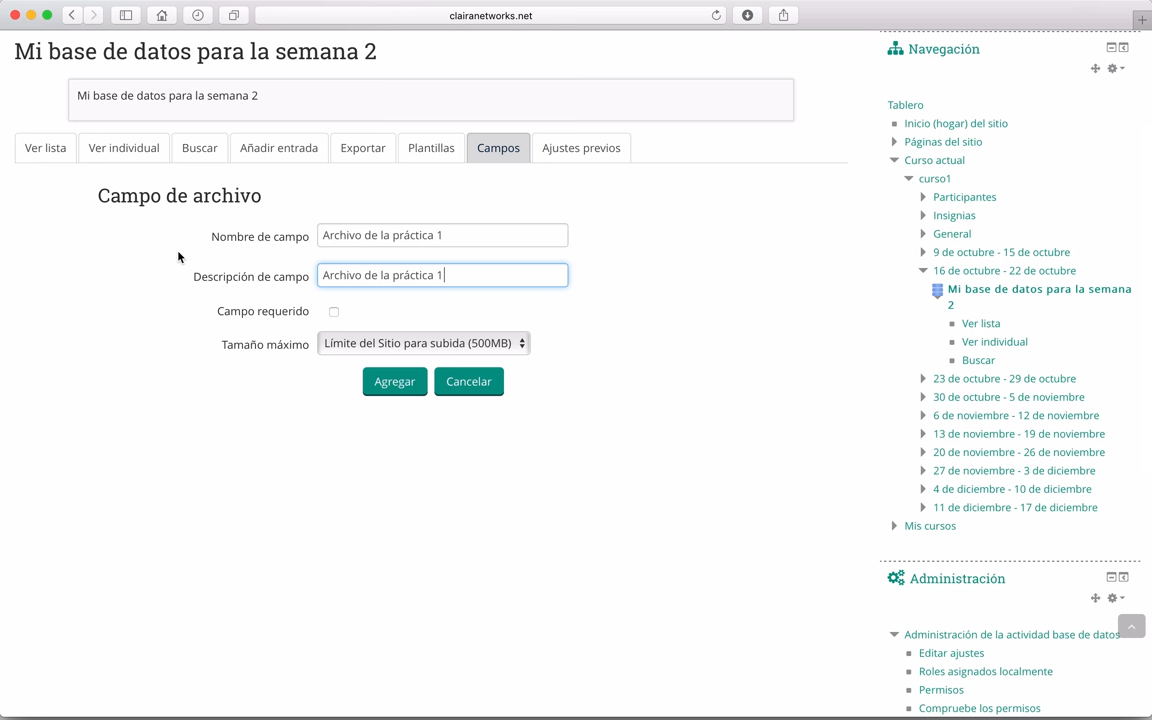 clairanetworks.net
Mi base de datos para la semana 2
Mi base de datos para la semana 2
Ver lista
Ver individual
Buscar
Añadir entrada
Exportar
Plantillas
Campos
Ajustes previos
Campo de archivo
Nombre de campo
Archivo de la práctica 1
Descripción de campo
Archivo de la práctica 1
Campo requerido
Tamaño máximo
Límite del Sitio para subida (500MB)
Agregar
Cancelar
Navegación
Tablero
Inicio (hogar) del sitio
Páginas del sitio
Curso actual
curso1
Participantes
Insignias
General
9 de octubre - 15 de octubre
16 de octubre - 22 de octubre
Mi base de datos para la semana
2
Ver lista
Ver individual
Buscar
23 de octubre - 29 de octubre
30 de octubre - 5 de noviembre
6 de noviembre - 12 de noviembre
13 de noviembre - 19 de noviembre
20 de noviembre - 26 de noviembre
27 de noviembre - 3 de diciembre
4 de diciembre - 10 de diciembre
11 de diciembre - 17 de diciembre
Mis cursos
Administración
Administración de la actividad base de datos
Editar ajustes
Roles asignados localmente
Permisos
Compruebe los permisos